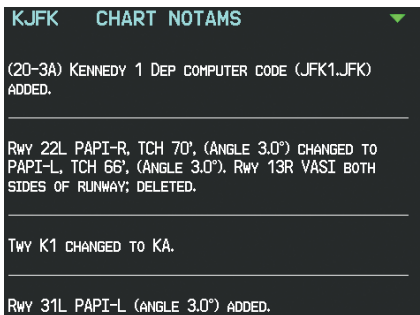 KJFK CHART NOTAMS
(20-3A) KENNEDY 1 DEP COMPUTER CODE (JFK1.JFK)
ADDED.
RWY 22L PAPI-R, TCH 70', (ANGLE 3.0°) CHANGED TO
PAPI-L, TCH 66', (ANGLE 3.0°). RWY 13R VASI BOTH
SIDES OF RUNWAY; DELETED.
TWY K1 CHANGED TO KA.
RWY 31L PAPI-L (ANGLE 3.0°) ADDED.